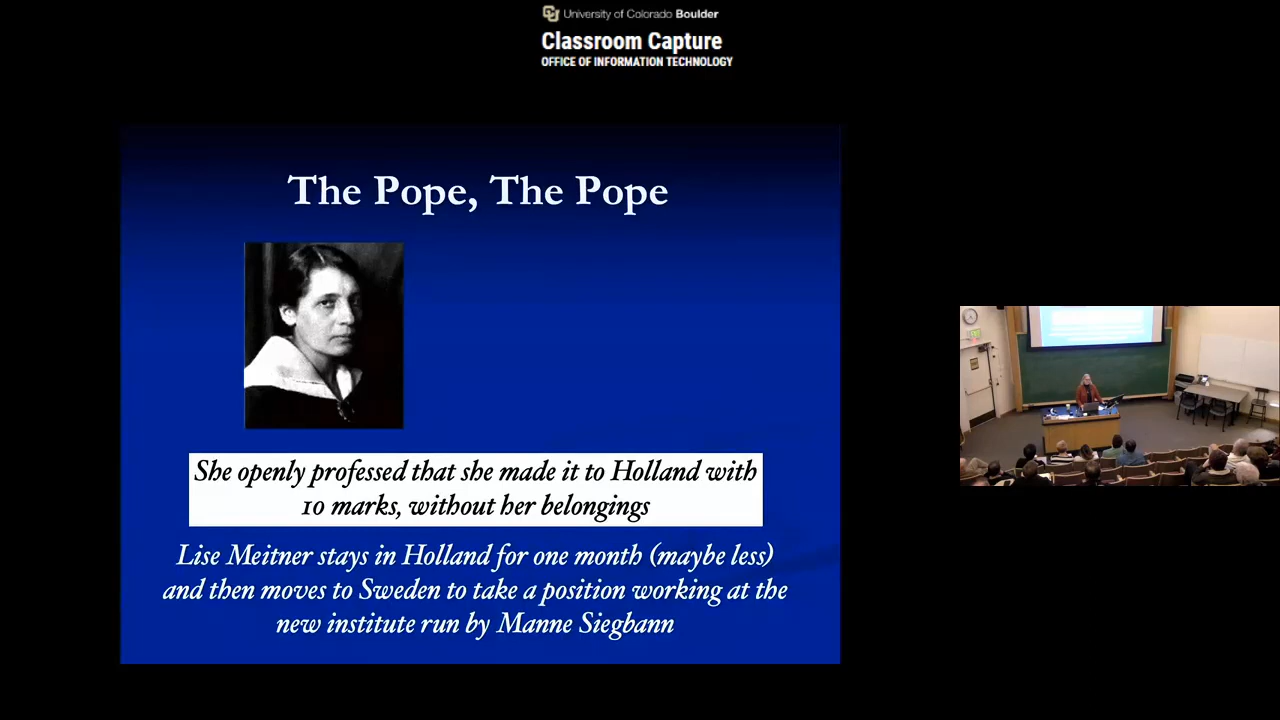 University of Colorado Boulder
Classroom Capture
OFFICE OF INFORMATION TECHNOLOGY
The Pope, The Pope
She openly professed that she made it to Holland with
10 marks, without her belongings
Lise Meitner stays in Holland for one month (maybe less)
and then moves to Sweden to take a position working at the
new institute run by Manne Siegbann